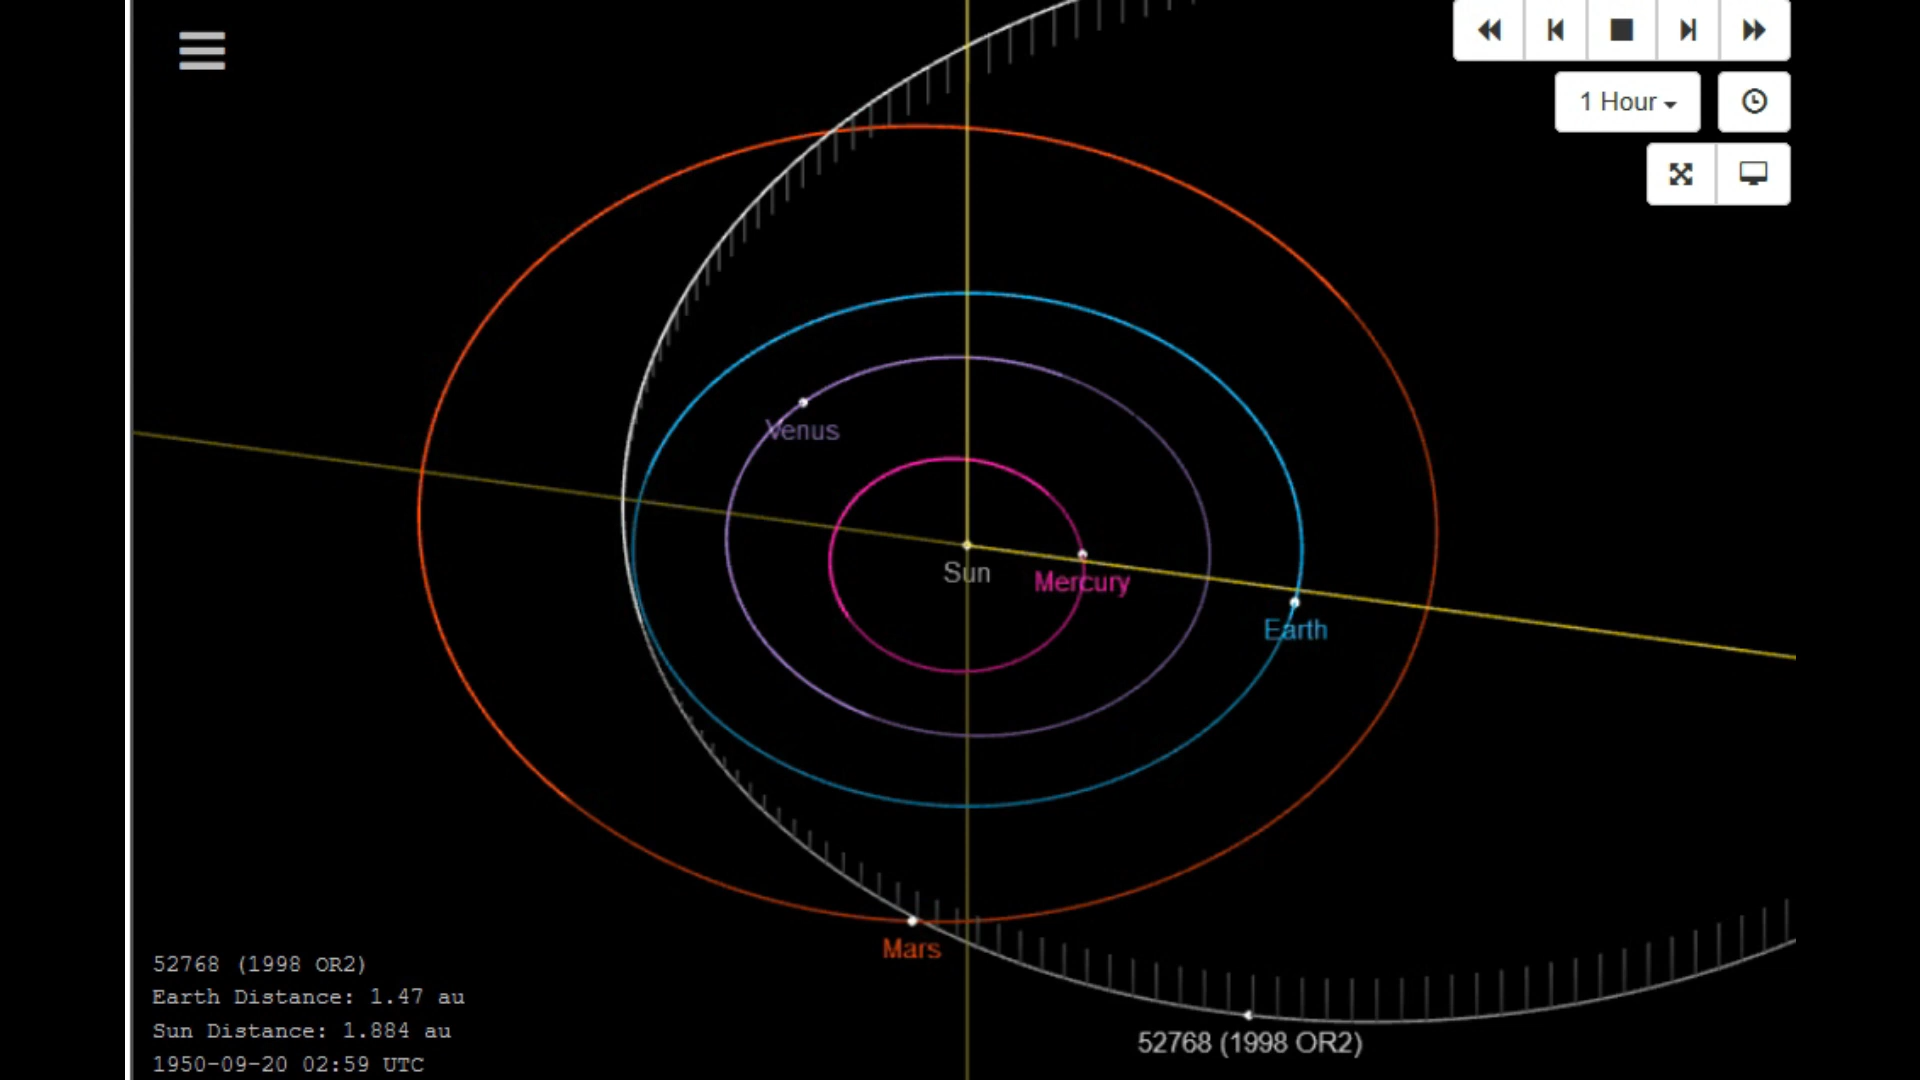 1 Hour
Venus
Sun
Mercury
Earth
Mars
52768 (1998 OR2)
52768 (1998 OR2)
Earth Distance: 1.47 au
Sun Distance: 1.884 au
1950-09-20 02:59 UTC